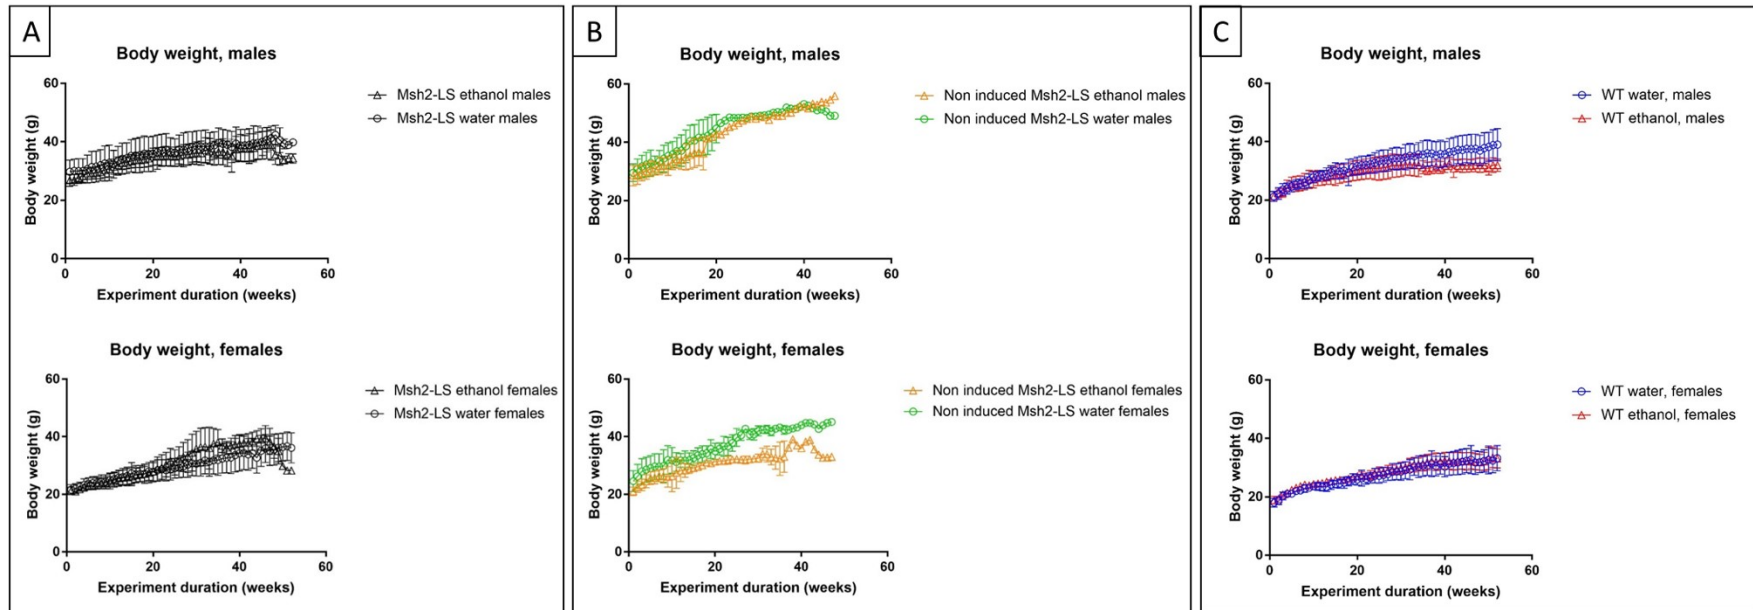 A
Body weight, males
Body weight (g)
60
40
20
0
0 20 40 60
Experiment duration (weeks)
Msh2-LS ethanol males
Msh2-LS water males
Body weight, females
Body weight (g)
60
40
20
0
0 20 40 60
Experiment duration (weeks)
Msh2-LS ethanol females
Msh2-LS water females
B
Body weight, males
Body weight (g)
60
40
20
0
0 20 40 60
Experiment duration (weeks)
Non induced Msh2-LS ethanol males
Non induced Msh2-LS water males
Body weight, females
Body weight (g)
60
40
20
0
0 20 40 60
Experiment duration (weeks)
Non induced Msh2-LS ethanol females
Non induced Msh2-LS water females
C
Body weight, males
Body weight (g)
60
40
20
0
0 20 40 60
Experiment duration (weeks)
WT water, males
WT ethanol, males
Body weight, females
Body weight (g)
60
40
20
0
0 20 40 60
Experiment duration (weeks)
WT water, females
WT ethanol, females